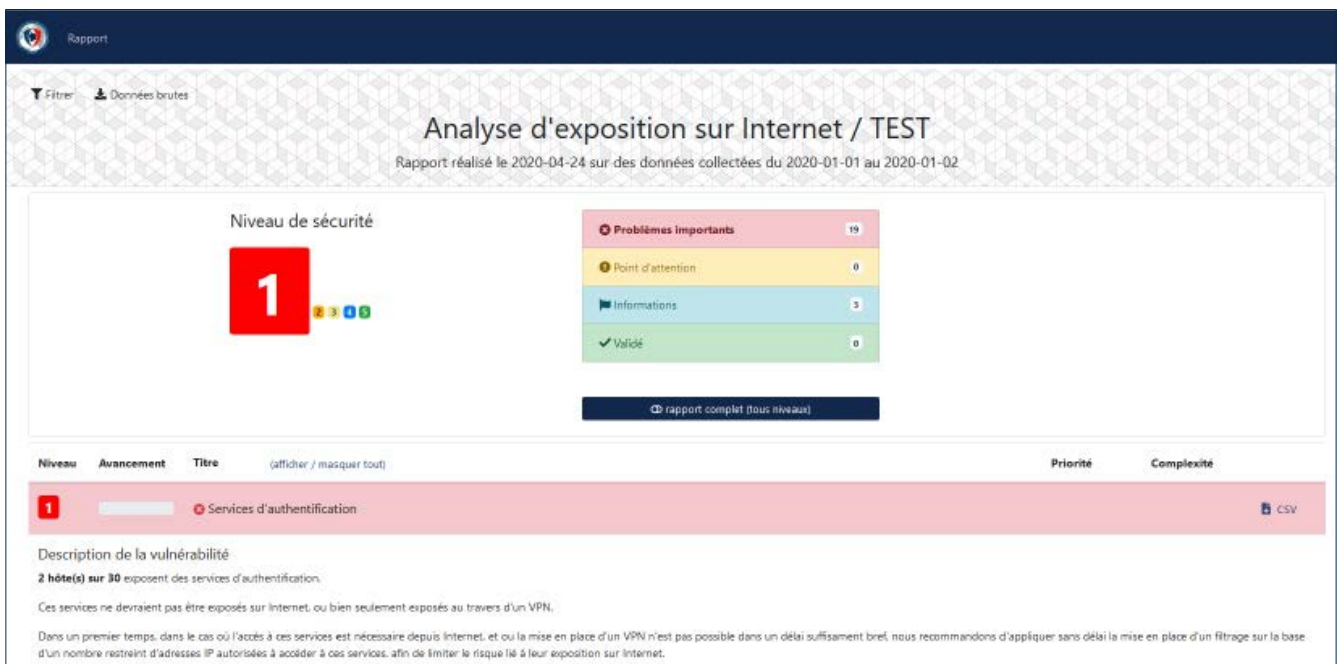 Rapport
Filtrer Données brutes
Analyse d'exposition sur Internet / TEST
Rapport réalisé le 2020-04-24 sur des données collectées du 2020-01-01 au 2020-01-02
Niveau de sécurité
1 2 3 4 5
Problèmes importants 19
Point d'attention 0
Informations 3
Validé 0
rapport complet (tous niveaux)
Niveau Avancement Titre (afficher / masquer tout) Priorité Complexité
1 Services d'authentification CSV
Description de la vulnérabilité
2 hôte(s) sur 30 exposent des services d'authentification.
Ces services ne devraient pas être exposés sur Internet, ou bien seulement exposés au travers d'un VPN.
Dans un premier temps, dans le cas où l'accès à ces services est nécessaire depuis Internet, et ou la mise en place d'un VPN n'est pas possible dans un délai suffisament bref, nous recommandons d'appliquer sans délai la mise en place d'un filtrage sur la base
d'un nombre restreint d'adresses IP autorisées à accéder à ces services, afin de limiter le risque lié à leur exposition sur Internet.